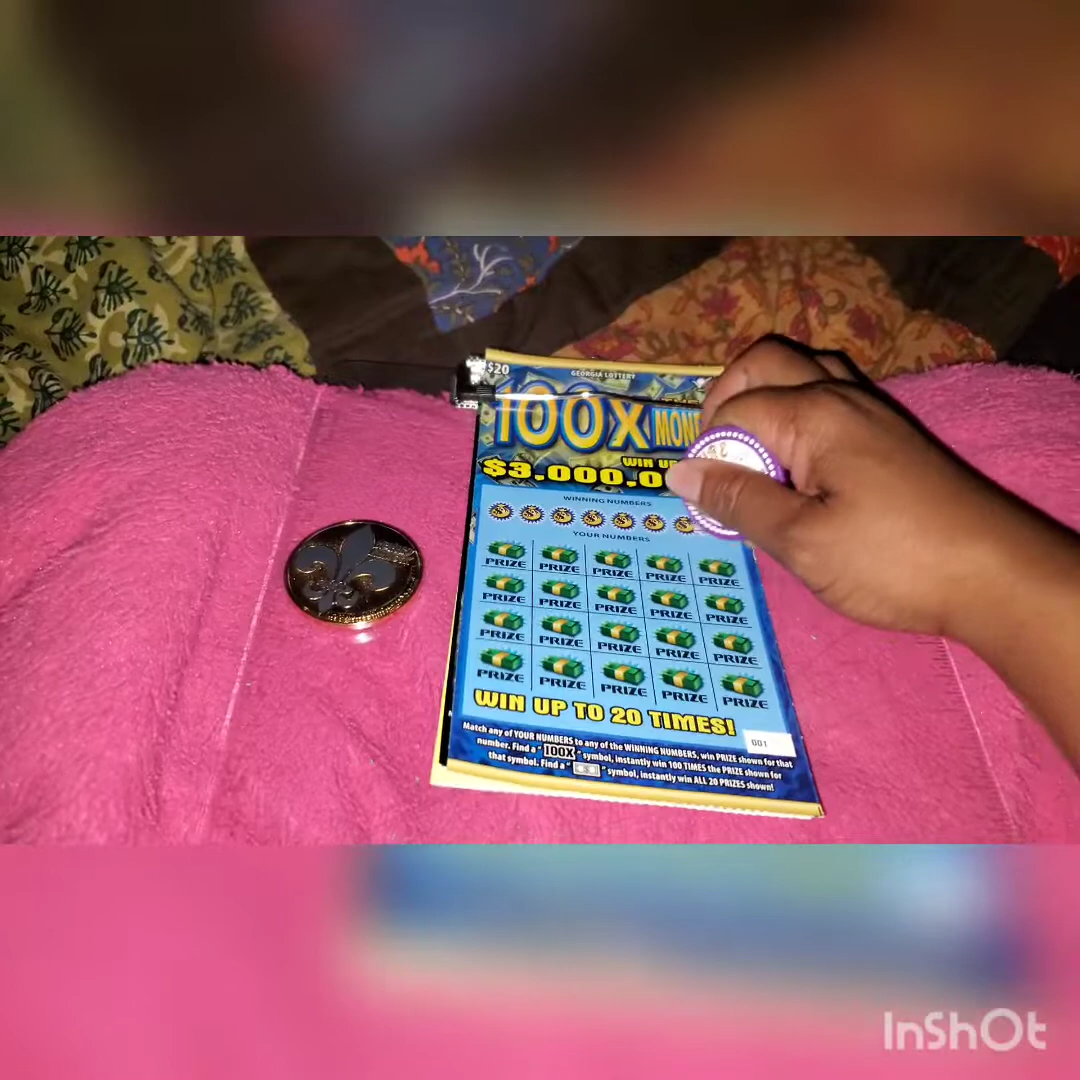 $20
GEORGIA LOTTERY
100X
WIN UP
WINNING NUMBERS
YOUR NUMBERS
PRIZE PRIZE PRIZE PRIZE PRIZE
PRIZE PRIZE PRIZE PRIZE PRIZE
PRIZE PRIZE PRIZE PRIZE PRIZE
PRIZE PRIZE PRIZE PRIZE PRIZE
WIN UP TO 20 TIMES!
001
Match any of YOUR NUMBERS to any of the WINNING NUMBERS, win PRIZE shown for that
number. Find a "100X" symbol, instantly win 100 TIMES the PRIZE shown for
that symbol. Find a " " symbol, instantly win ALL 20 PRIZES shown!
InShOt